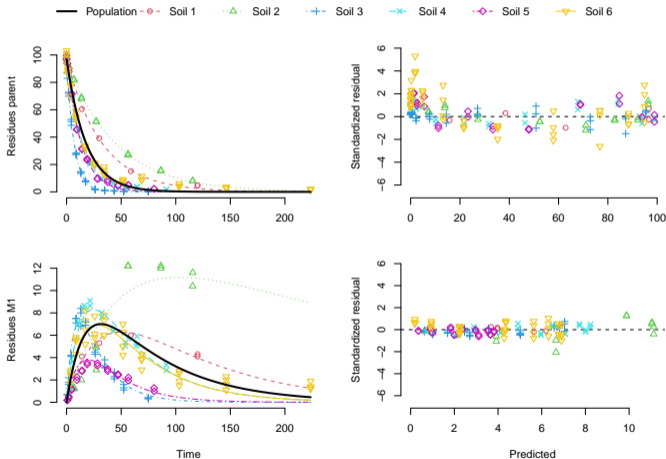 Population Soil 1 Soil 2 Soil 3 Soil 4 Soil 5 Soil 6
Residues parent
100
80
60
40
20
0
0 50 100 150 200
Standardized residual
6
4
2
0
−2
−4
−6
0 20 40 60 80 100
Residues M1
12
10
8
6
4
2
0
0 50 100 150 200
Time
Standardized residual
6
4
2
0
−2
−4
−6
0 2 4 6 8 10
Predicted